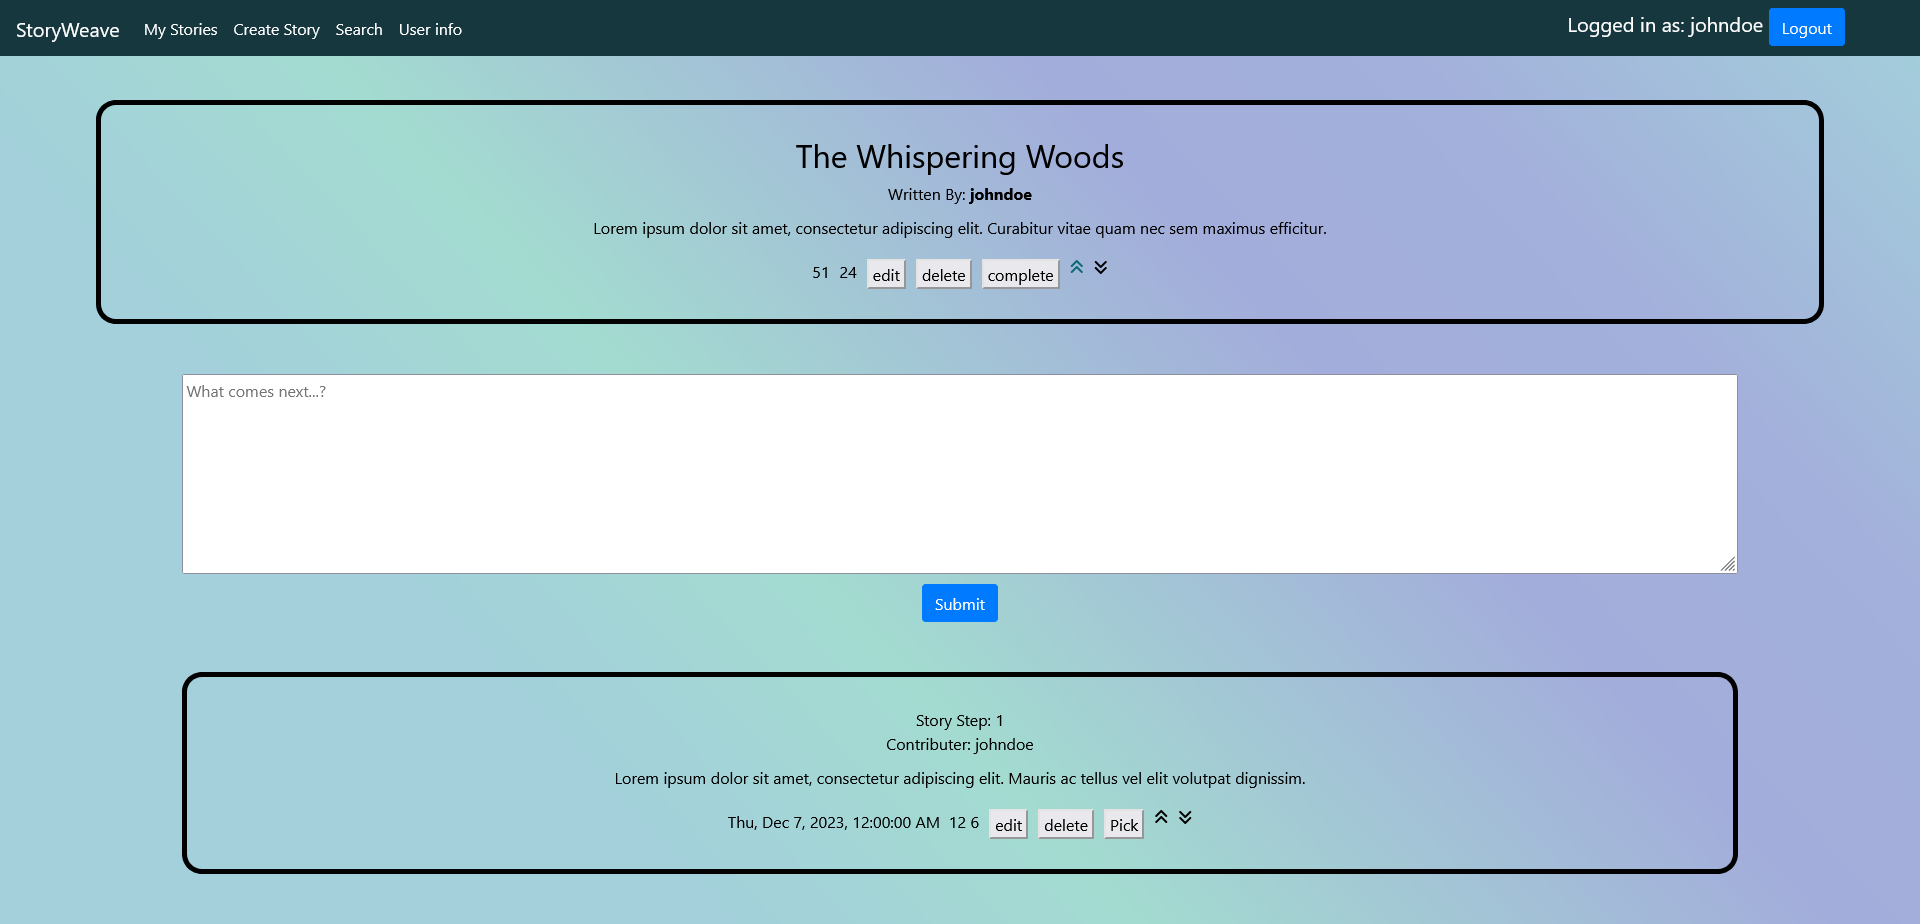 StoryWeave My Stories Create Story Search User info Logged in as: johndoe Logout
The Whispering Woods
Written By: johndoe
Lorem ipsum dolor sit amet, consectetur adipiscing elit. Curabitur vitae quam nec sem maximus efficitur.
51 24 edit delete complete
What comes next...?
Submit
Story Step: 1
Contributer: johndoe
Lorem ipsum dolor sit amet, consectetur adipiscing elit. Mauris ac tellus vel elit volutpat dignissim.
Thu, Dec 7, 2023, 12:00:00 AM 12 6 edit delete Pick